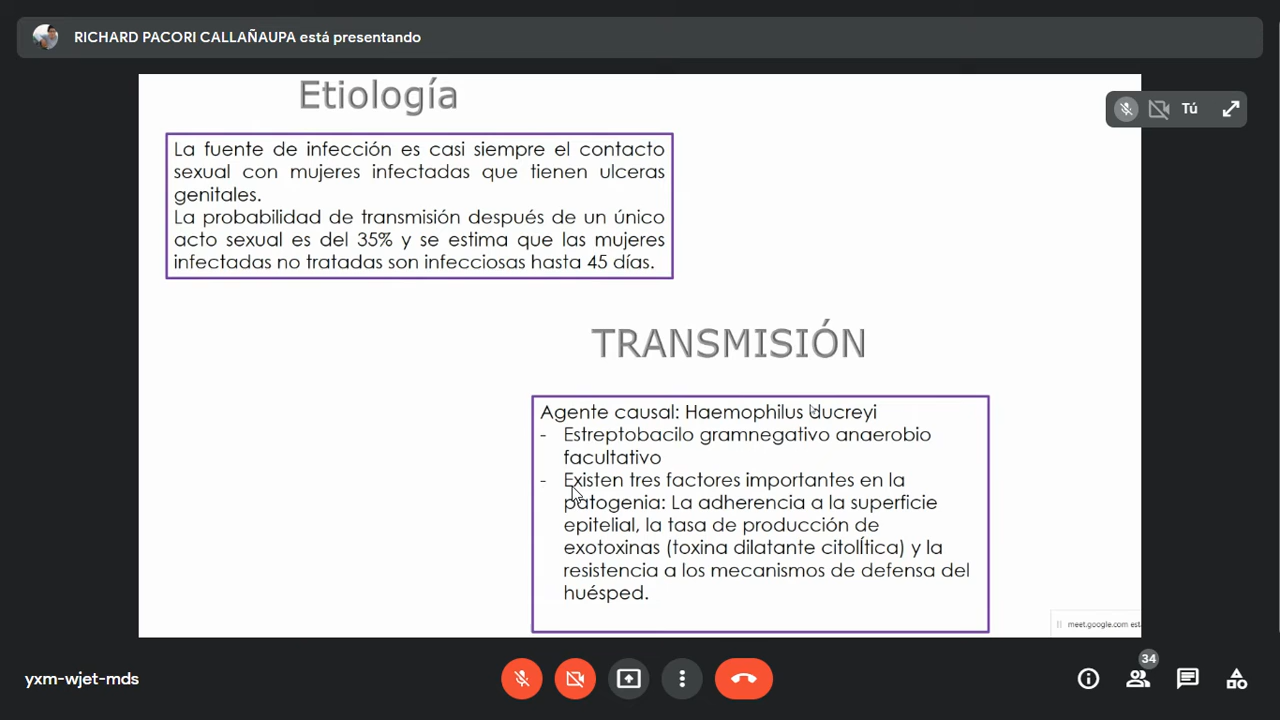 RICHARD PACORI CALLAÑAUPA está presentando
Tú
Etiología
La fuente de infección es casi siempre el contacto
sexual con mujeres infectadas que tienen ulceras
genitales.
La probabilidad de transmisión después de un único
acto sexual es del 35% y se estima que las mujeres
infectadas no tratadas son infecciosas hasta 45 días.
TRANSMISIÓN
Agente causal: Haemophilus ducreyi
- Estreptobacilo gramnegativo anaerobio
facultativo
- Existen tres factores importantes en la
patogenia: La adherencia a la superficie
epitelial, la tasa de producción de
exotoxinas (toxina dilatante citolÍtica) y la
resistencia a los mecanismos de defensa del
huésped.
meet.google.com est
yxm-wjet-mds
34